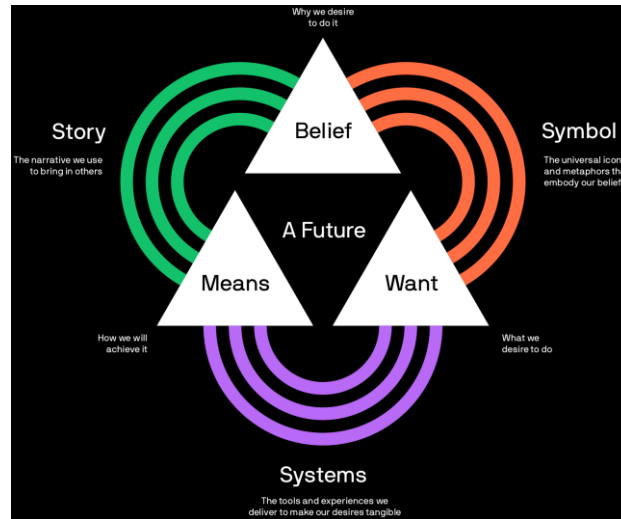 Why we desire
to do it
Belief
Story
The narrative we use
to bring in others
Symbol
The universal icon
and metaphors tha
embody our belief
A Future
Means
Want
How we will
achieve it
What we
desire to do
Systems
The tools and experiences we
deliver to make our desires tangible